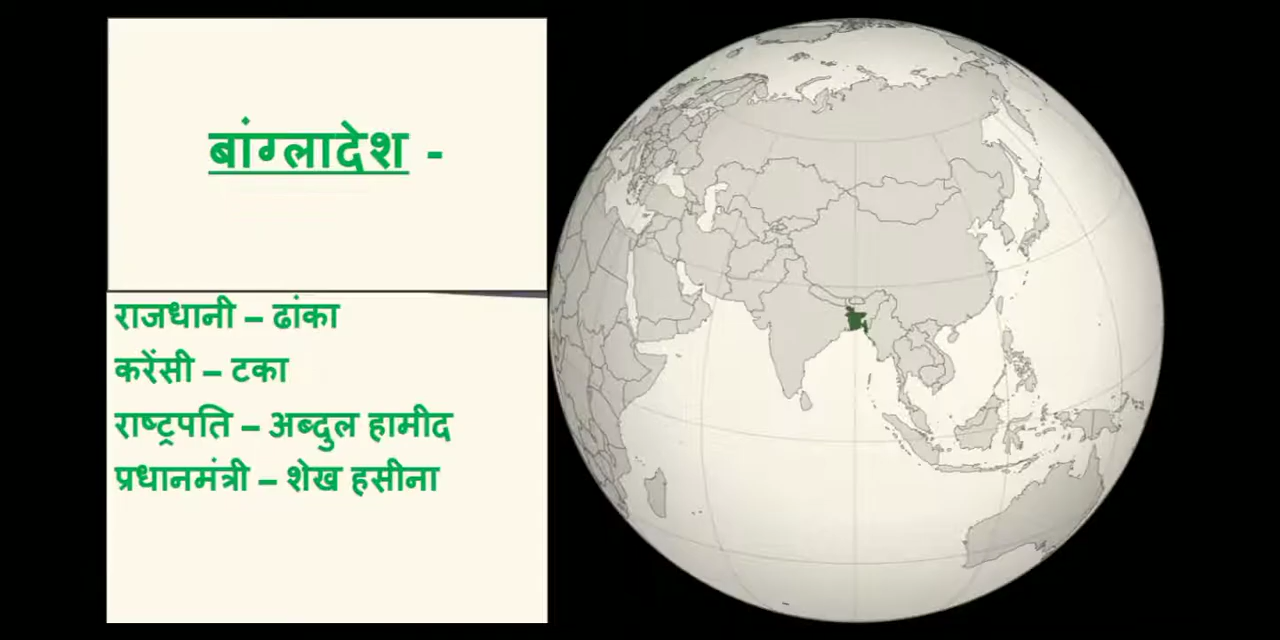 बांग्लादेश -
राजधानी – ढांका
करेंसी – टका
राष्ट्रपति – अब्दुल हामीद
प्रधानमंत्री – शेख हसीना